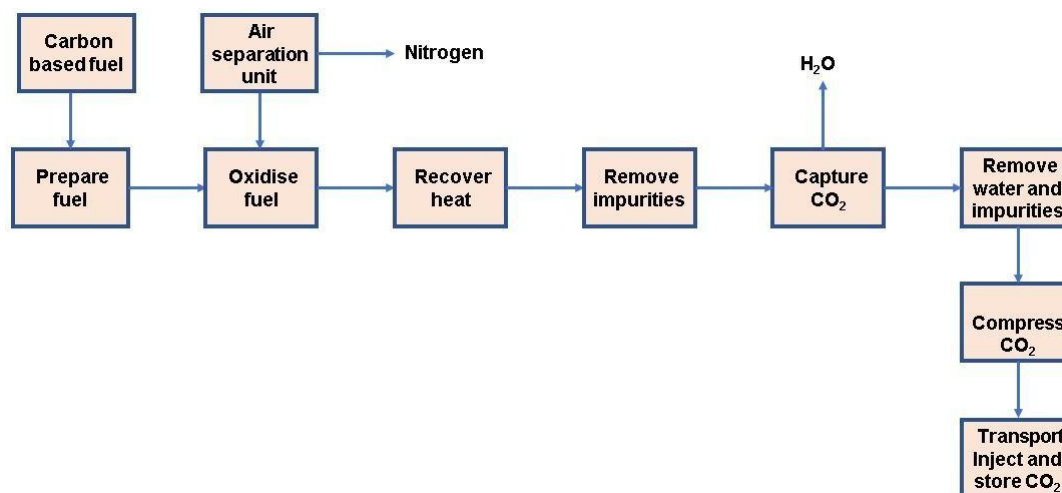 Carbon
based fuel
Air
separation
unit
Nitrogen
H₂O
Prepare
fuel
Oxidise
fuel
Recover
heat
Remove
impurities
Capture
CO₂
Remove
water and
impurities
Compress
CO₂
Transport
Inject and
store CO₂